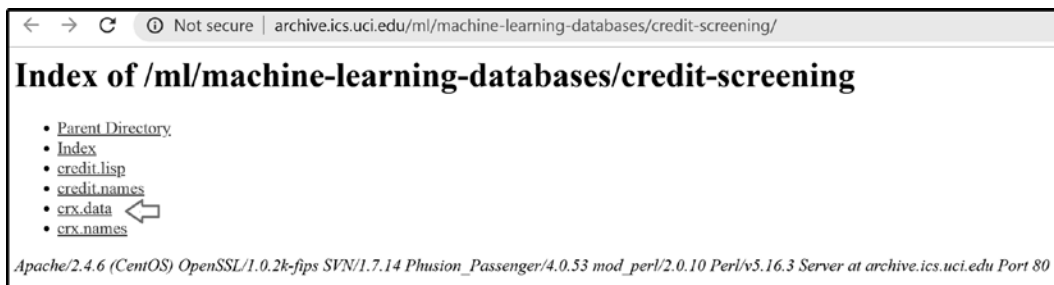 Not secure | archive.ics.uci.edu/ml/machine-learning-databases/credit-screening/
Index of /ml/machine-learning-databases/credit-screening
• Parent Directory
• Index
• credit.lisp
• credit.names
• crx.data
• crx.names
Apache/2.4.6 (CentOS) OpenSSL/1.0.2k-fips SVN/1.7.14 Phusion_Passenger/4.0.53 mod_perl/2.0.10 Perl/v5.16.3 Server at archive.ics.uci.edu Port 80